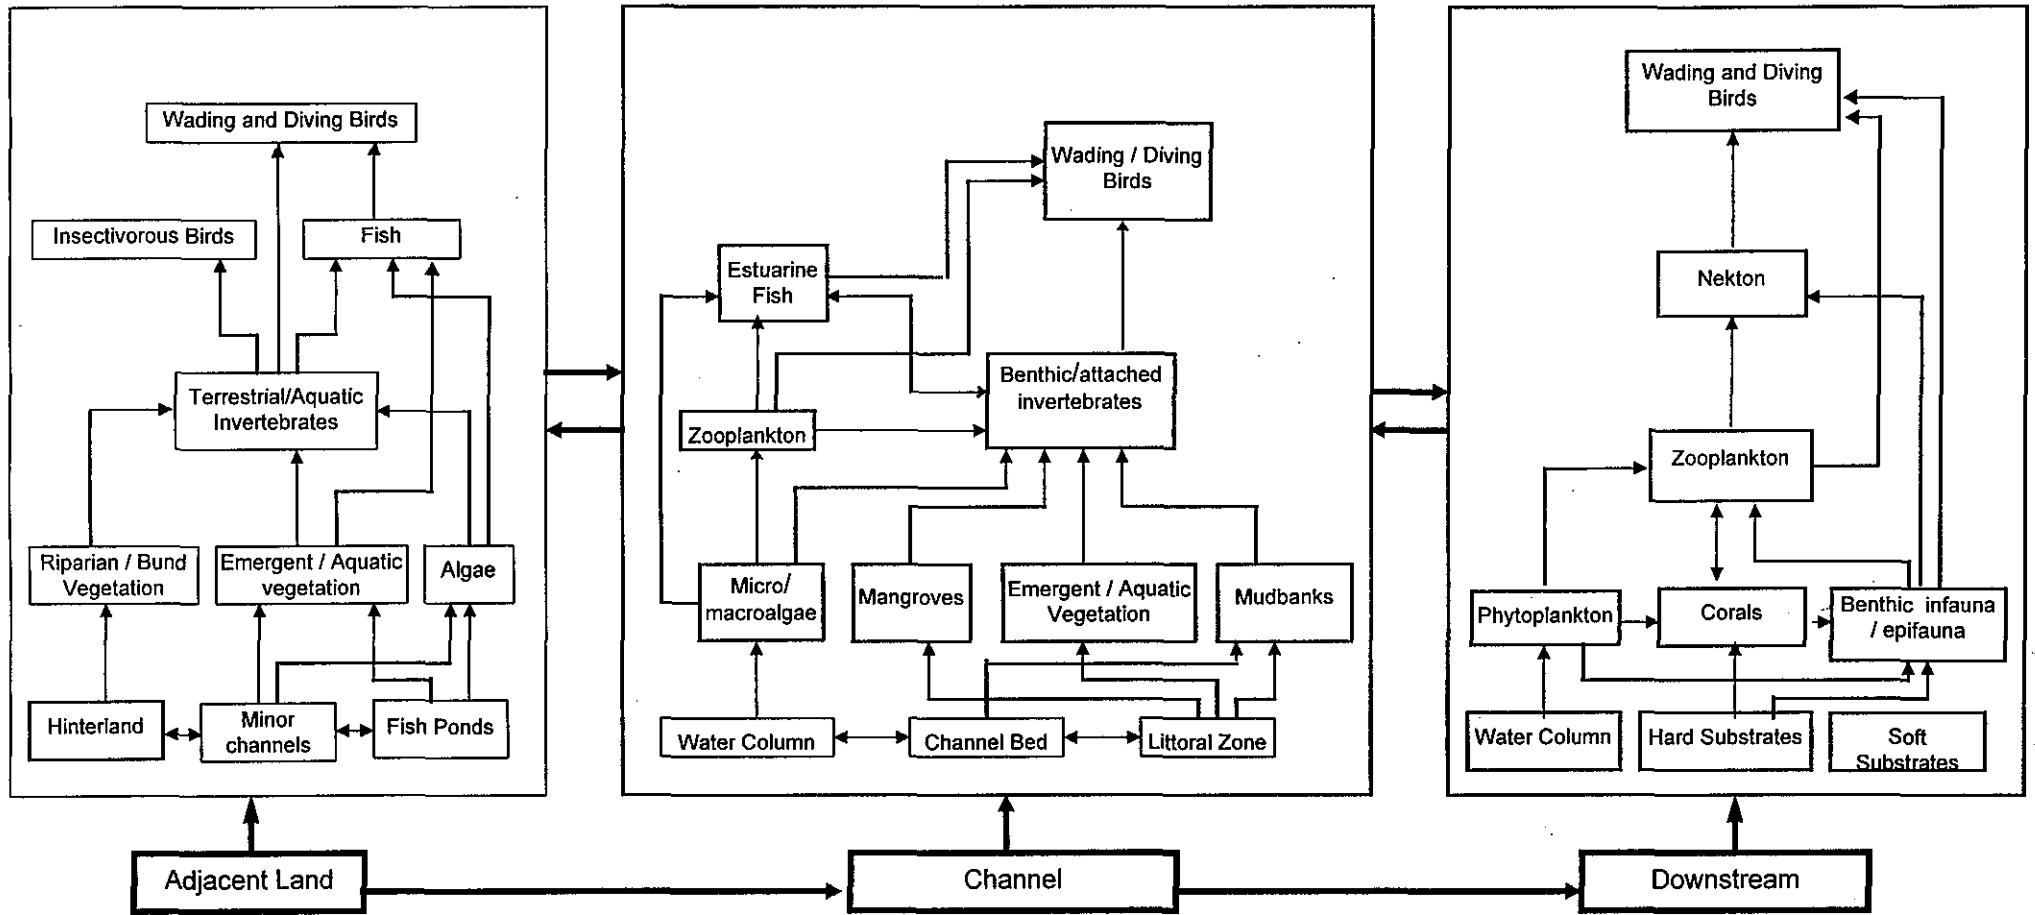 Wading and Diving Birds
Insectivorous Birds
Fish
Terrestrial/Aquatic
Invertebrates
Riparian / Bund
Vegetation
Emergent / Aquatic
vegetation
Algae
Hinterland
Minor
channels
Fish Ponds
Wading / Diving
Birds
Estuarine
Fish
Benthic/attached
invertebrates
Zooplankton
Micro/
macroalgae
Mangroves
Emergent / Aquatic
Vegetation
Mudbanks
Water Column
Channel Bed
Littoral Zone
Wading and Diving
Birds
Nekton
Zooplankton
Phytoplankton
Corals
Benthic infauna
/ epifauna
Water Column
Hard Substrates
Soft
Substrates
Adjacent Land
Channel
Downstream